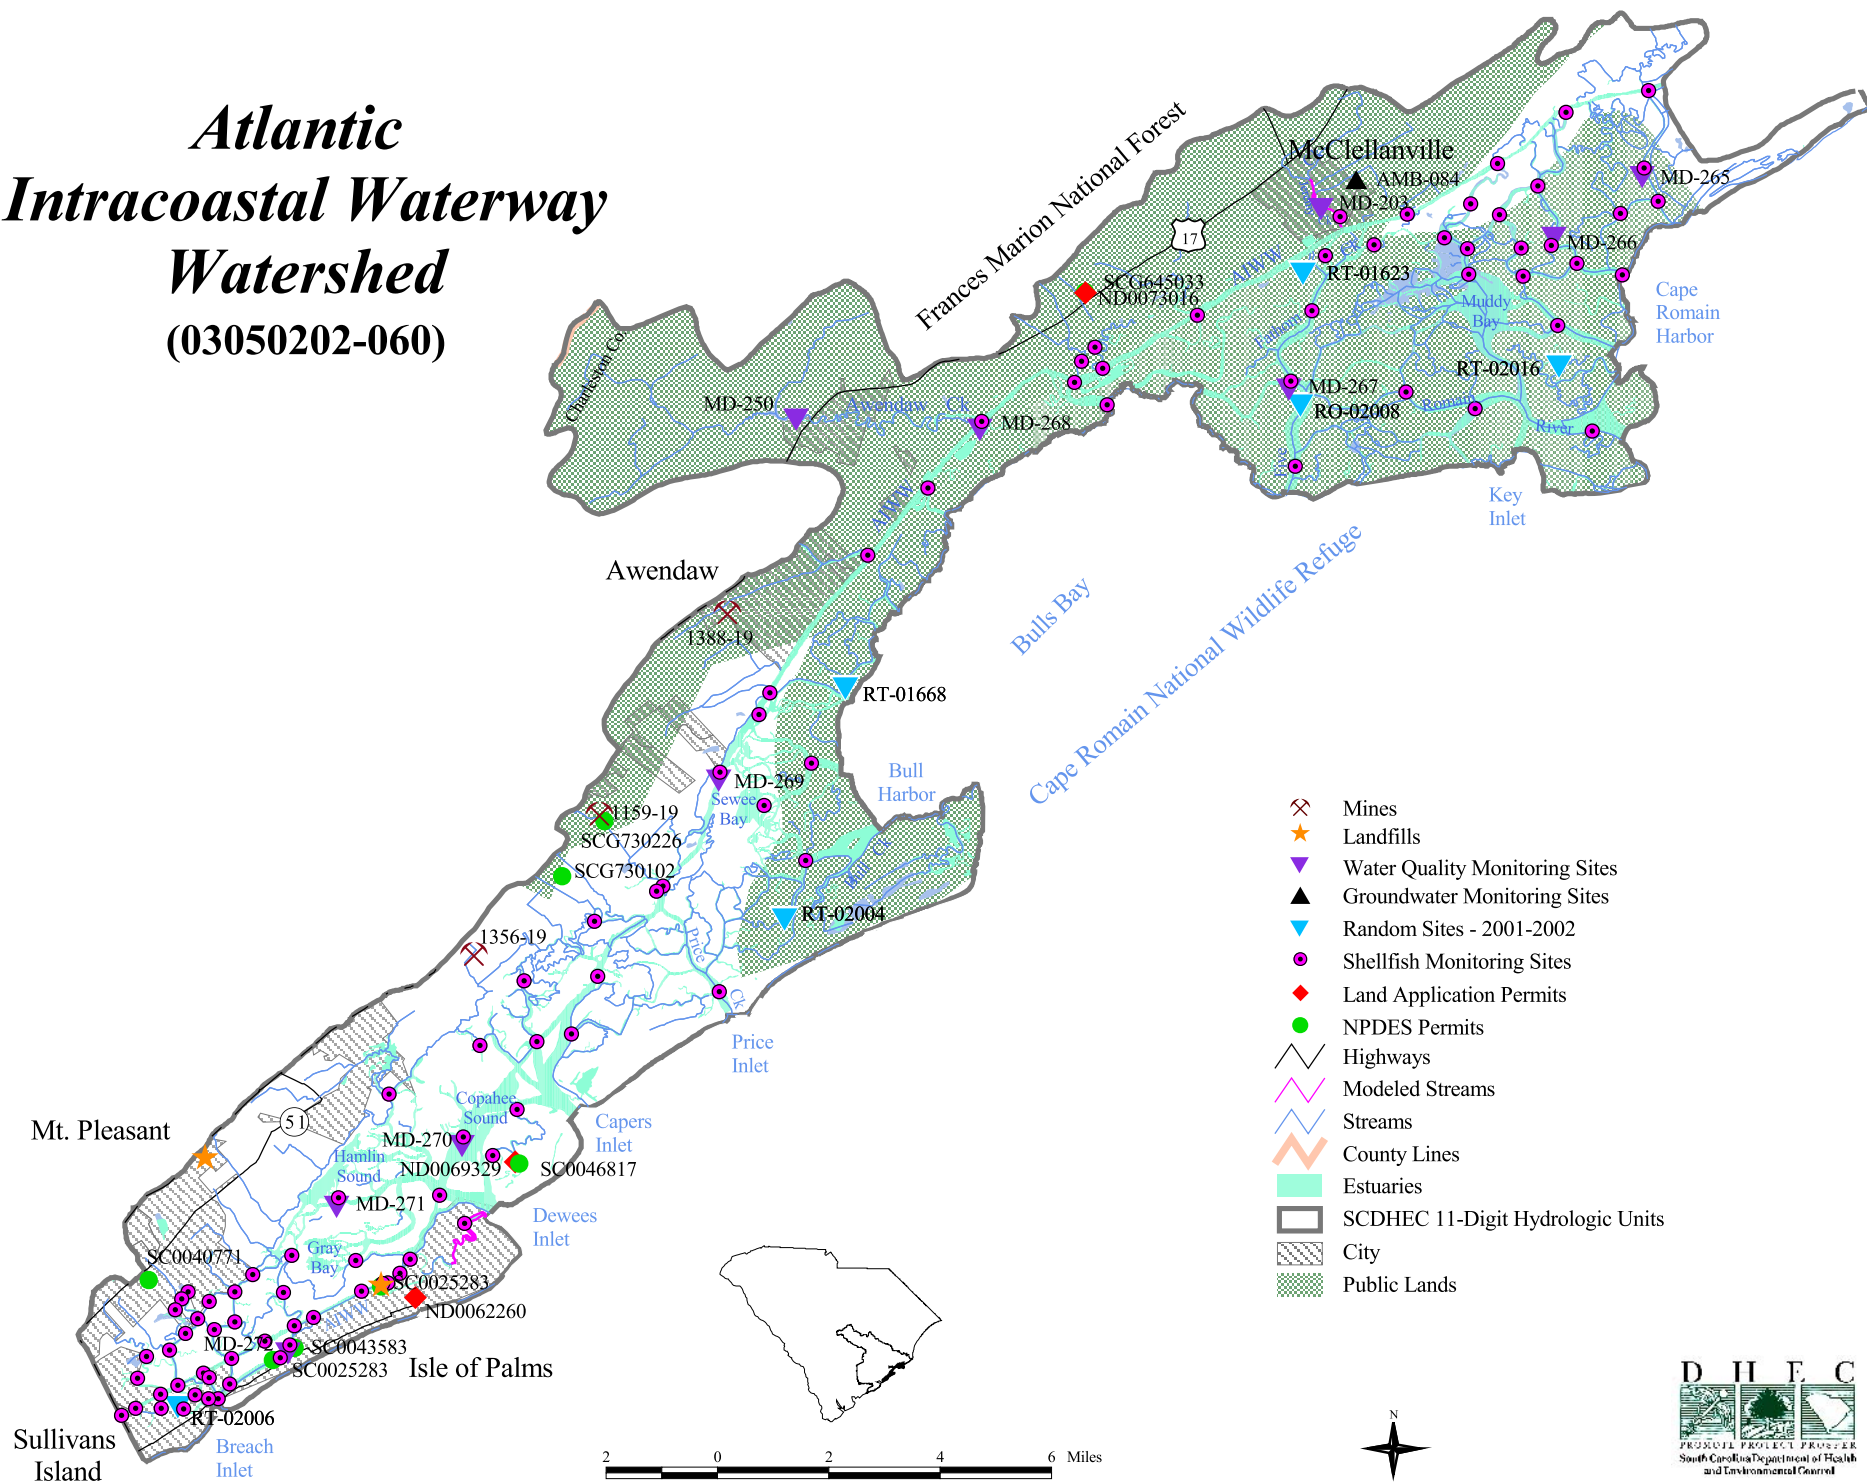 Atlantic
Intracoastal Waterway
Watershed
(03050202-060)
Frances Marion National Forest
McClellanville
AMB-084
MD-203
MD-265
MD-266
17
SCG645033
ND0073016
AIWW
RT-01623
Muddy
Bay
Cape
Romain
Harbor
Fathom
RT-02016
MD-267
RO-02008
Romain
River
Five
Key
Inlet
Charleston Co.
MD-250
Awendaw Ck
MD-268
AIWW
Awendaw
1388-19
Bulls Bay
Cape Romain National Wildlife Refuge
RT-01668
MD-269
Sewee
Bay
Bull
Harbor
1159-19
SCG730226
SCG730102
Bull Ck
RT-02004
1356-19
Price
Ck
Price
Inlet
Mt. Pleasant
51
Copahee
Sound
Capers
Inlet
MD-270
Hamlin
Sound
ND0069329
SC0046817
MD-271
Dewees
Inlet
SC0040771
Gray
Bay
SC0025283
ND0062260
AIWW
MD-272
SC0043583
SC0025283
Isle of Palms
RT-02006
Sullivans
Island
Breach
Inlet
Mines
Landfills
Water Quality Monitoring Sites
Groundwater Monitoring Sites
Random Sites - 2001-2002
Shellfish Monitoring Sites
Land Application Permits
NPDES Permits
Highways
Modeled Streams
Streams
County Lines
Estuaries
SCDHEC 11-Digit Hydrologic Units
City
Public Lands
2 0 2 4 6 Miles
N
D H E C
PROMOTE PROTECT PROSPER
South Carolina Department of Health
and Environmental Control